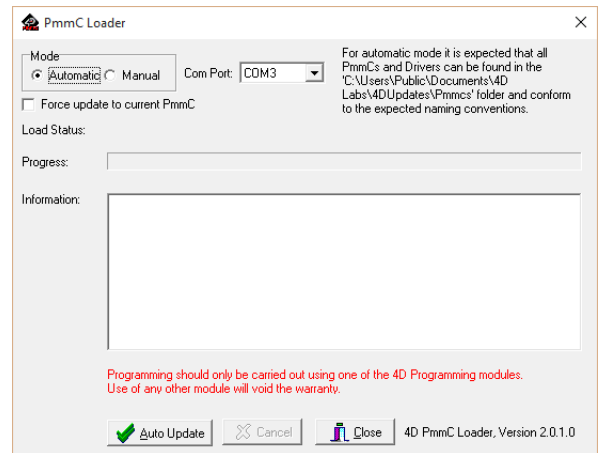 PmmC Loader
Mode
Automatic Manual
Com Port: COM3
For automatic mode it is expected that all
PmmCs and Drivers can be found in the
'C:\Users\Public\Documents\4D
Labs\4DUpdates\Pmmcs' folder and conform
to the expected naming conventions.
Force update to current PmmC
Load Status:
Progress:
Information:
Programming should only be carried out using one of the 4D Programming modules.
Use of any other module will void the warranty.
Auto Update Cancel Close 4D PmmC Loader, Version 2.0.1.0